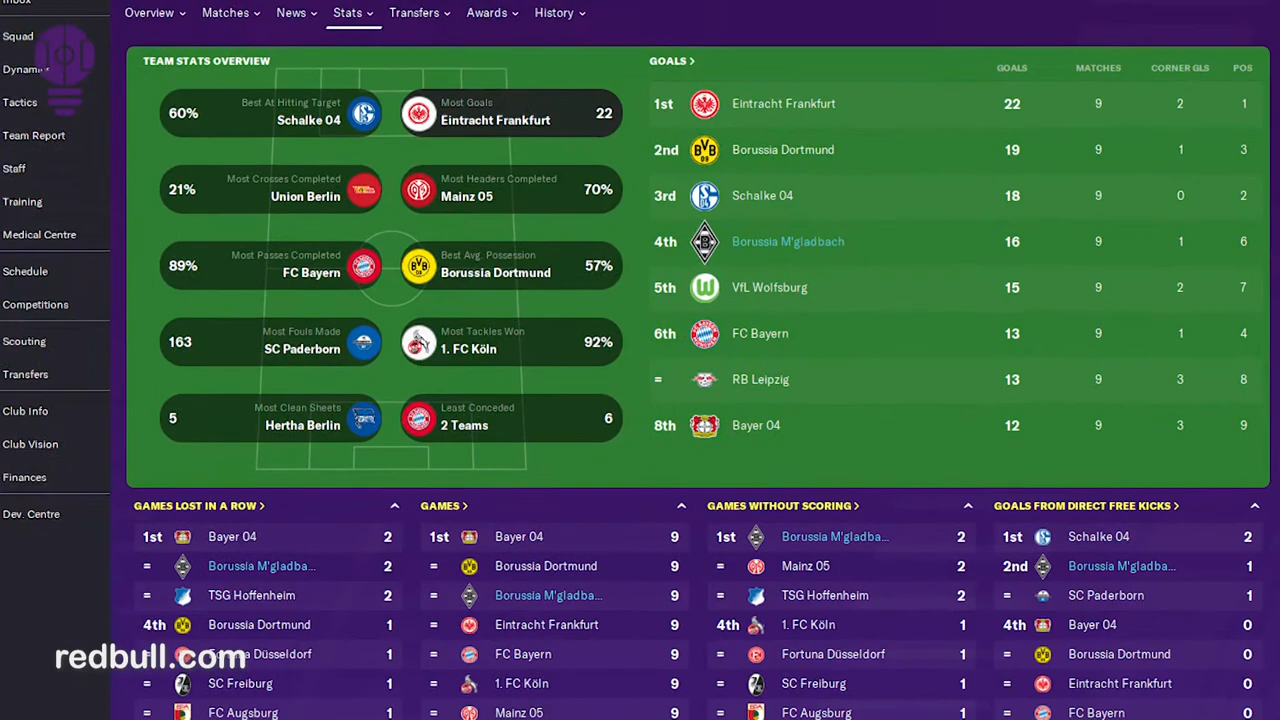 Inbox
Overview Matches News Stats Transfers Awards History
Squad
Tactics
Team Report
Staff
Training
Medical Centre
Schedule
Competitions
Scouting
Transfers
Club Info
Club Vision
Finances
Dev. Centre
TEAM STATS OVERVIEW
60% Best At Hitting Target Schalke 04
Most Goals Eintracht Frankfurt 22
21% Most Crosses Completed Union Berlin
Most Headers Completed Mainz 05 70%
89% Most Passes Completed FC Bayern
Best Avg. Possession Borussia Dortmund 57%
163 Most Fouls Made SC Paderborn
Most Tackles Won 1. FC Köln 92%
5 Most Clean Sheets Hertha Berlin
Least Conceded 2 Teams 6
GOALS > GOALS MATCHES CORNER GLS POS
1st Eintracht Frankfurt 22 9 2 1
2nd Borussia Dortmund 19 9 1 3
3rd Schalke 04 18 9 0 2
4th Borussia M'gladbach 16 9 1 6
5th VfL Wolfsburg 15 9 2 7
6th FC Bayern 13 9 1 4
= RB Leipzig 13 9 3 8
8th Bayer 04 12 9 3 9
GAMES LOST IN A ROW >
1st Bayer 04 2
= Borussia M'gladba... 2
= TSG Hoffenheim 2
4th Borussia Dortmund 1
= Fortuna Düsseldorf 1
= SC Freiburg 1
= FC Augsburg 1
GAMES >
1st Bayer 04 9
= Borussia Dortmund 9
= Borussia M'gladba... 9
= Eintracht Frankfurt 9
= FC Bayern 9
= 1. FC Köln 9
= Mainz 05 9
GAMES WITHOUT SCORING >
1st Borussia M'gladba... 2
= Mainz 05 2
= TSG Hoffenheim 2
4th 1. FC Köln 1
= Fortuna Düsseldorf 1
= SC Freiburg 1
= FC Augsburg 1
GOALS FROM DIRECT FREE KICKS >
1st Schalke 04 2
2nd Borussia M'gladba... 1
= SC Paderborn 1
4th Bayer 04 0
= Borussia Dortmund 0
= Eintracht Frankfurt 0
= FC Bayern 0
redbull.com